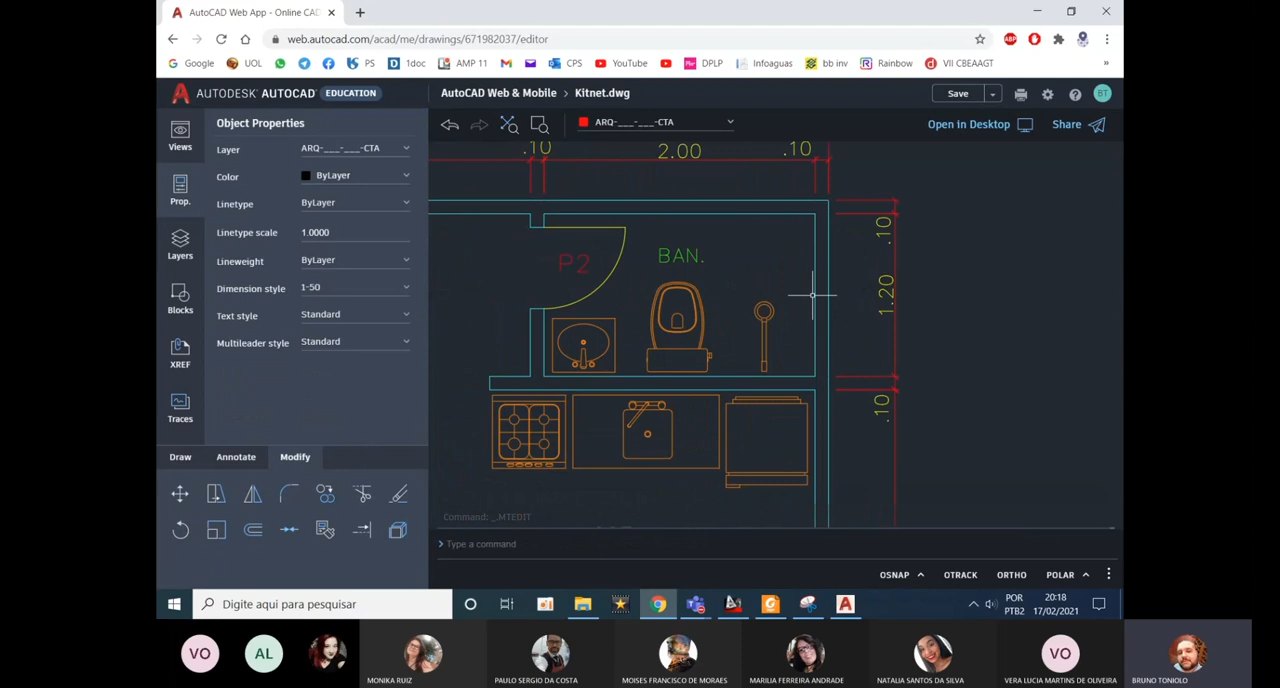 AutoCAD Web App - Online CAD
web.autocad.com/acad/me/drawings/671982037/editor
ABP
Google UOL PS 1doc AMP 11 CPS YouTube DPLP Infoaguas bb inv Rainbow VII CBEAAGT »
AUTODESK® AUTOCAD EDUCATION
AutoCAD Web & Mobile > Kitnet.dwg
Save
BT
Views
Prop.
Layers
Blocks
XREF
Traces
Object Properties
Layer ARQ-___-___-CTA
Color ByLayer
Linetype ByLayer
Linetype scale 1.0000
Lineweight ByLayer
Dimension style 1-50
Text style Standard
Multileader style Standard
Draw Annotate Modify
ARQ-___-___-CTA
Open in Desktop Share
.10 2.00 .10
.10
P2 BAN.
1.20
.10
Command: _.MTEDIT
Type a command
OSNAP OTRACK ORTHO POLAR
Digite aqui para pesquisar
POR
PTB2
20:18
17/02/2021
VO
AL
MONIKA RUIZ
PAULO SERGIO DA COSTA
MOISES FRANCISCO DE MORAES
MARILIA FERREIRA ANDRADE
NATALIA SANTOS DA SILVA
VO
VERA LUCIA MARTINS DE OLIVEIRA
BRUNO TONIOLO